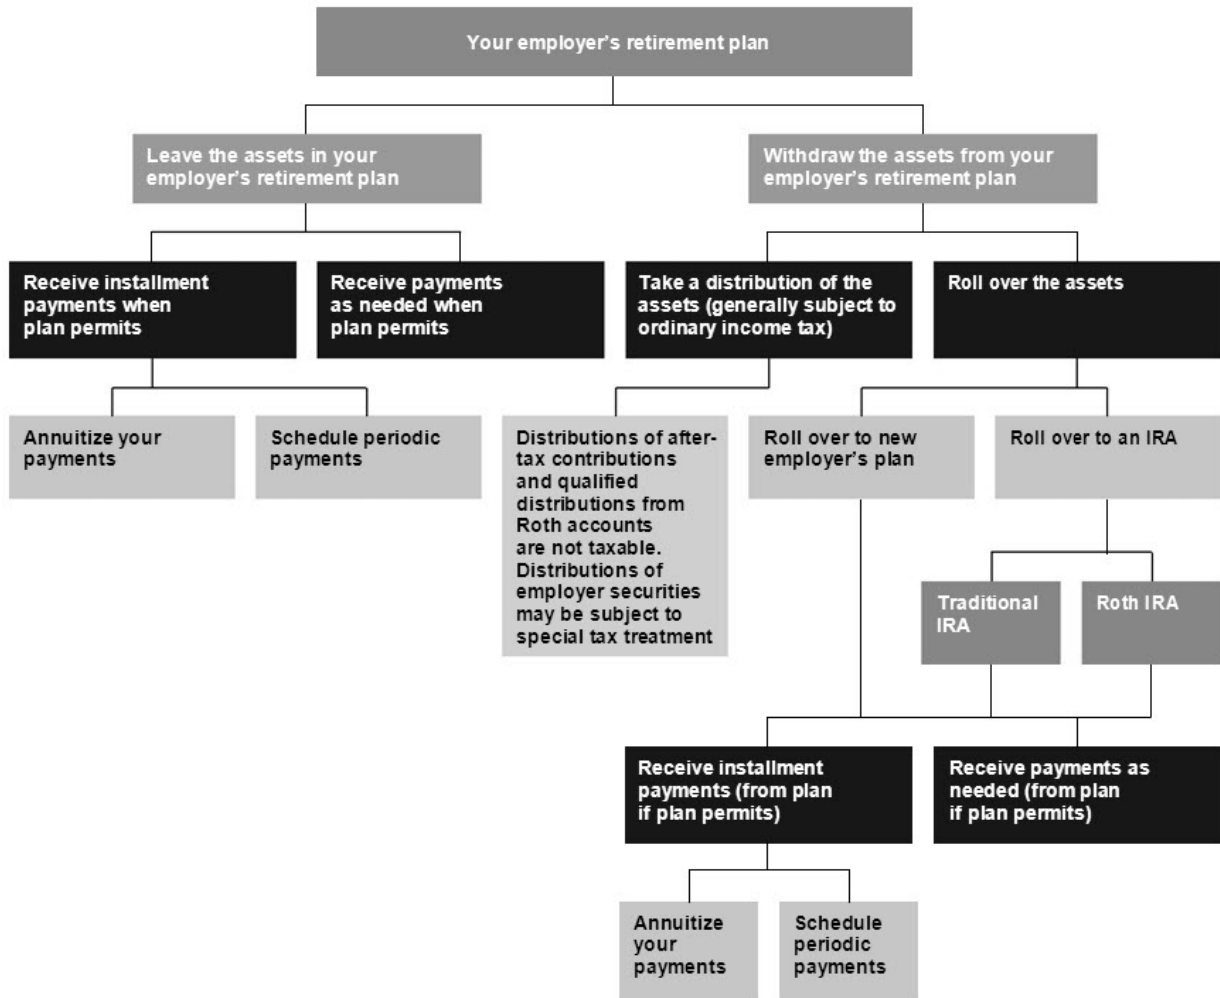 Your employer's retirement plan
Leave the assets in your
employer's retirement plan
Withdraw the assets from your
employer's retirement plan
Receive installment
payments when
plan permits
Receive payments
as needed when
plan permits
Take a distribution of the
assets (generally subject to
ordinary income tax)
Roll over the assets
Annuitize your
payments
Schedule periodic
payments
Distributions of after-
tax contributions
and qualified
distributions from
Roth accounts
are not taxable.
Distributions of
employer securities
may be subject to
special tax treatment
Roll over to new
employer's plan
Roll over to an IRA
Traditional
IRA
Roth IRA
Receive installment
payments (from plan
if plan permits)
Receive payments as
needed (from plan
if plan permits)
Annuitize
your
payments
Schedule
periodic
payments